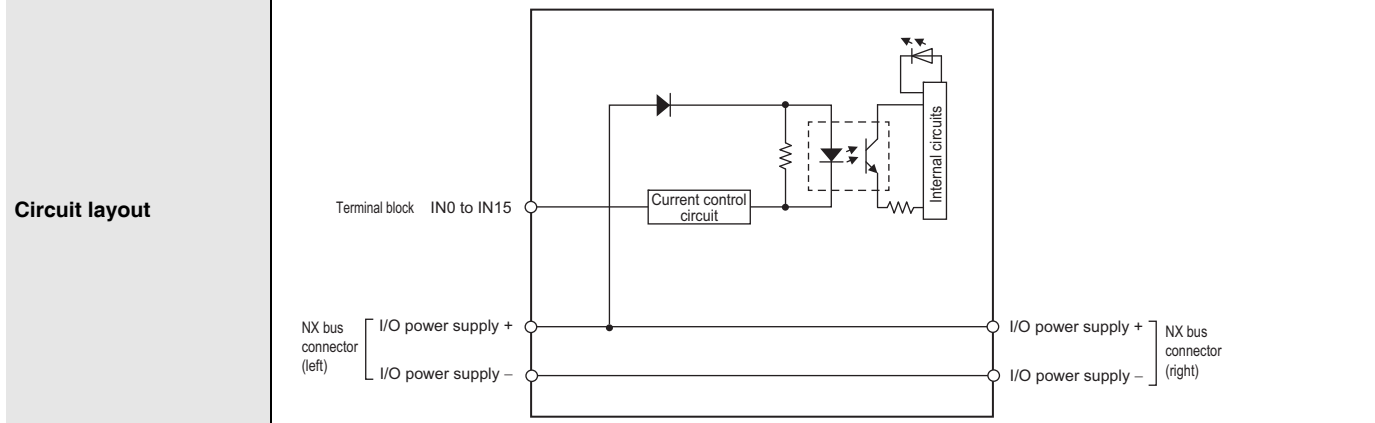 Circuit layout
Terminal block IN0 to IN15
Current control
circuit
Internal circuits
NX bus
connector
(left)
I/O power supply +
I/O power supply –
I/O power supply +
I/O power supply –
NX bus
connector
(right)